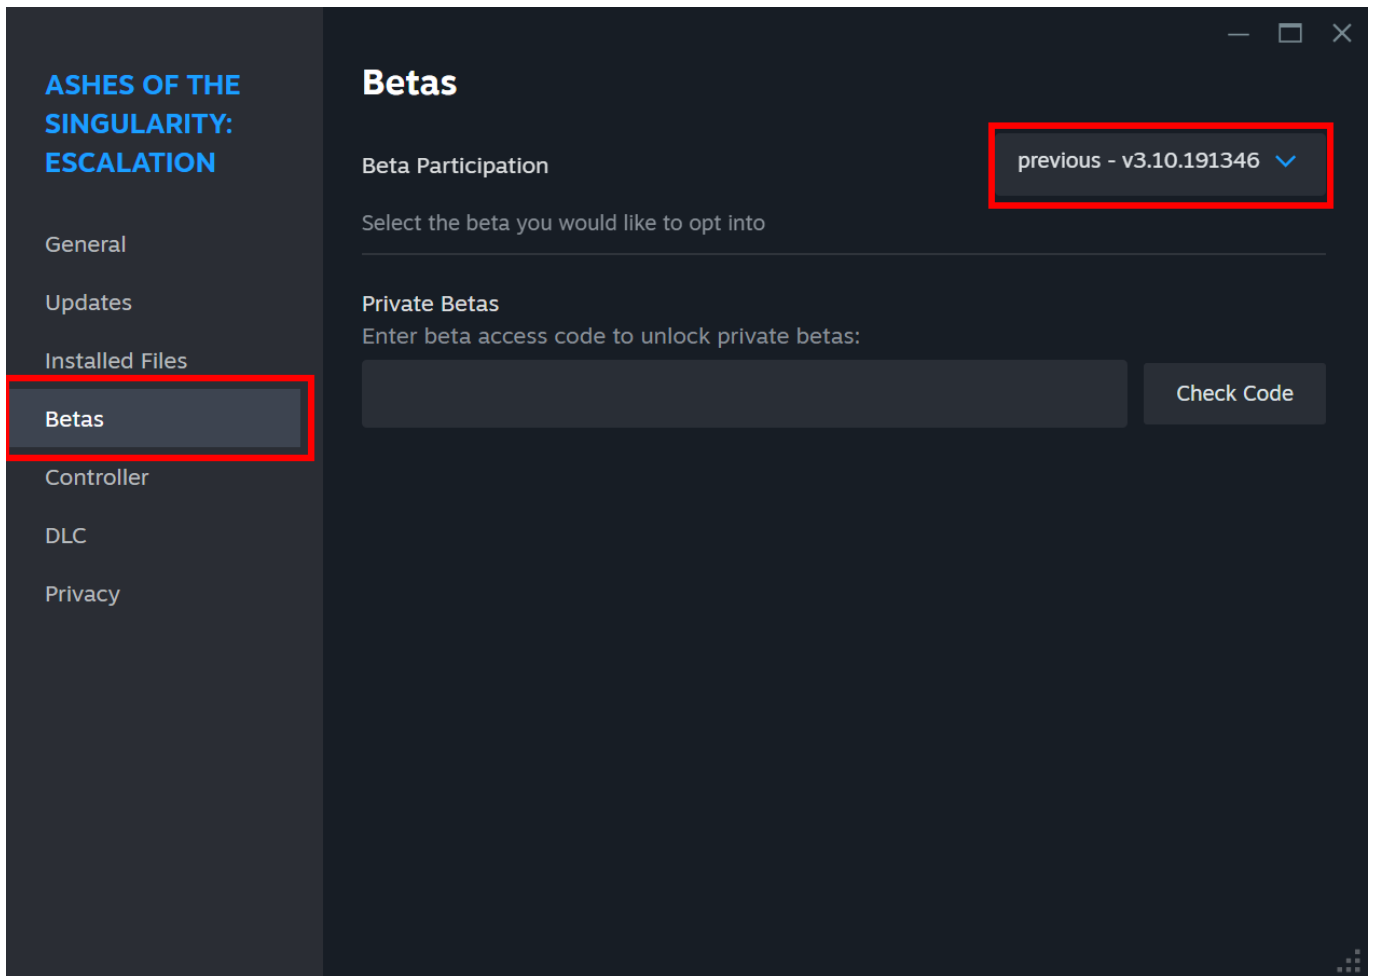 ASHES OF THE
SINGULARITY:
ESCALATION
General
Updates
Installed Files
Betas
Controller
DLC
Privacy
Betas
Beta Participation
previous - v3.10.191346
Select the beta you would like to opt into
Private Betas
Enter beta access code to unlock private betas:
Check Code